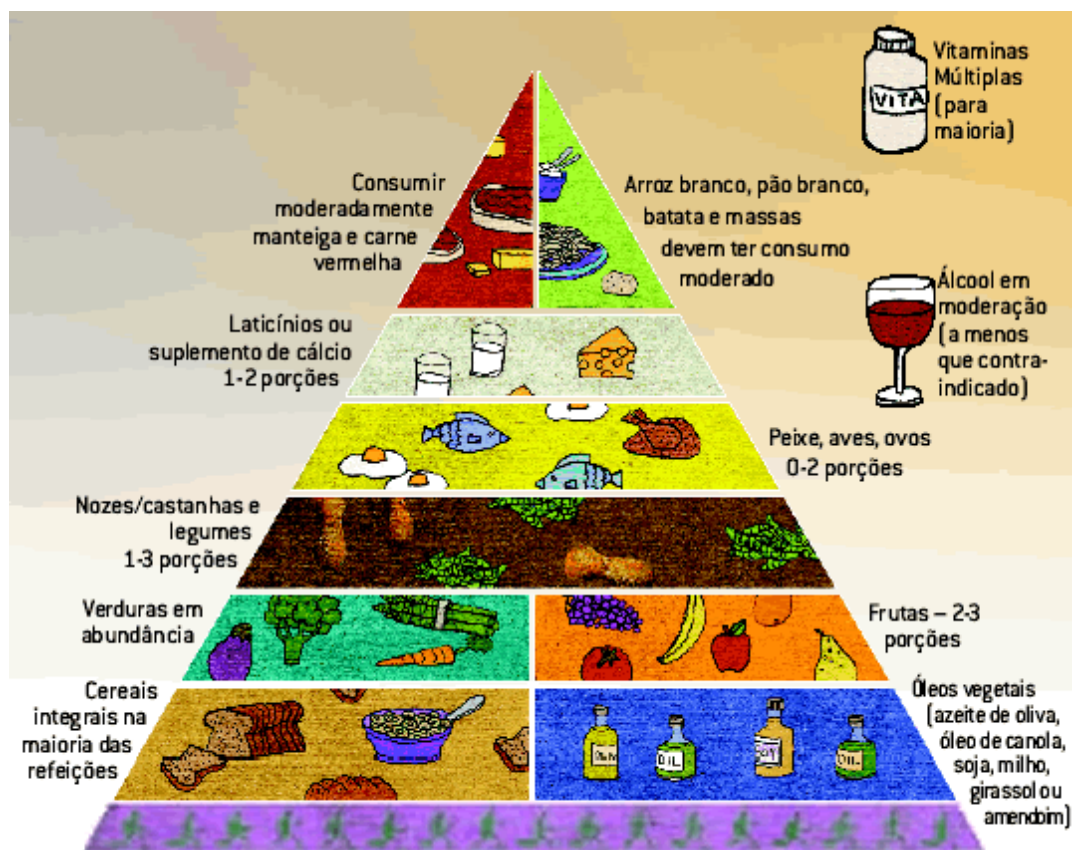 Vitaminas
Múltiplas
(para
maioria)
VITA
Consumir
moderadamente
manteiga e carne
vermelha
Arroz branco, pão branco,
batata e massas
devem ter consumo
moderado
Álcool em
moderação
(a menos
que contra-
indicado)
Laticínios ou
suplemento de cálcio
1-2 porções
Peixe, aves, ovos
0-2 porções
Nozes/castanhas e
legumes
1-3 porções
Verduras em
abundância
Frutas – 2-3
porções
Cereais
integrais na
maioria das
refeições
Óleos vegetais
(azeite de oliva,
óleo de canola,
soja, milho,
girassol ou
amendoim)
OIL
OIL